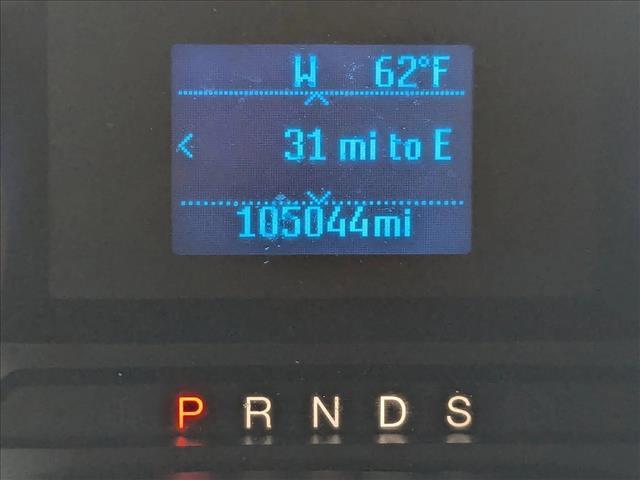 W 62°F
< 31 mi to E
105044mi
P R N D S